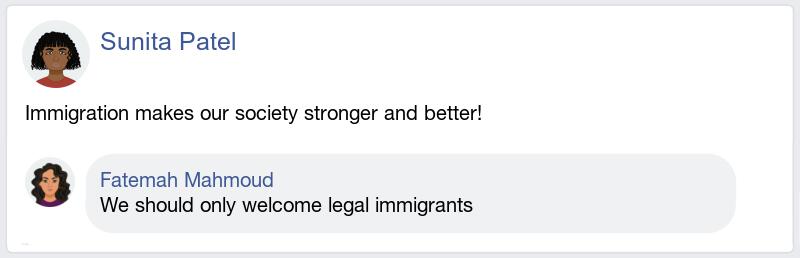 Sunita Patel
Immigration makes our society stronger and better!
Fatemah Mahmoud
We should only welcome legal immigrants